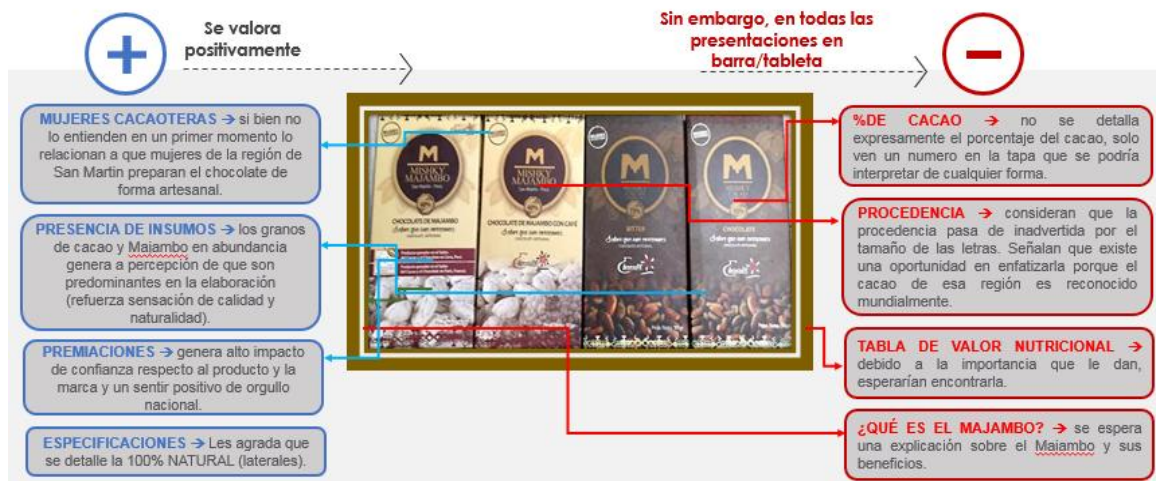 Se valora
positivamente
Sin embargo, en todas las
presentaciones en
barra/tableta
MUJERES CACAOTERAS → si bien no
lo entienden en un primer momento lo
relacionan a que mujeres de la región de
San Martin preparan el chocolate de
forma artesanal.
PRESENCIA DE INSUMOS → los granos
de cacao y Maiambo en abundancia
genera a percepción de que son
predominantes en la elaboración
(refuerza sensación de calidad y
naturalidad).
PREMIACIONES → genera alto impacto
de confianza respecto al producto y la
marca y un sentir positivo de orgullo
nacional.
ESPECIFICACIONES → Les agrada que
se detalle la 100% NATURAL (laterales).
M
MISHKY
MAJAMBO
San Martín - Perú
CHOCOLATE DE MAJAMBO
M
MISHKY
MAJAMBO
San Martín - Perú
CHOCOLATE DE MAJAMBO CON CAFÉ
M
BITTER
M
CHOCOLATE
%DE CACAO → no se detalla
expresamente el porcentaje del cacao, solo
ven un numero en la tapa que se podría
interpretar de cualquier forma.
PROCEDENCIA → consideran que la
procedencia pasa de inadvertida por el
tamaño de las letras. Señalan que existe
una oportunidad en enfatizarla porque el
cacao de esa región es reconocido
mundialmente.
TABLA DE VALOR NUTRICIONAL →
debido a la importancia que le dan,
esperarían encontrarla.
¿QUÉ ES EL MAJAMBO? → se espera
una explicación sobre el Maiambo y sus
beneficios.